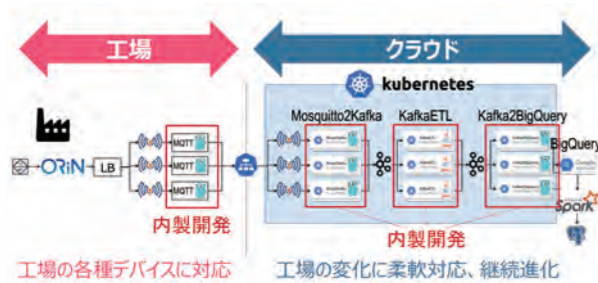 工場
クラウド
kubernetes
Mosquitto2Kafka
KafkaETL
Kafka2BigQuery
BigQuery
ORiN
LB
MQTT
MQTT
MQTT
Spark
内製開発
内製開発
工場の各種デバイスに対応
工場の変化に柔軟対応、継続進化